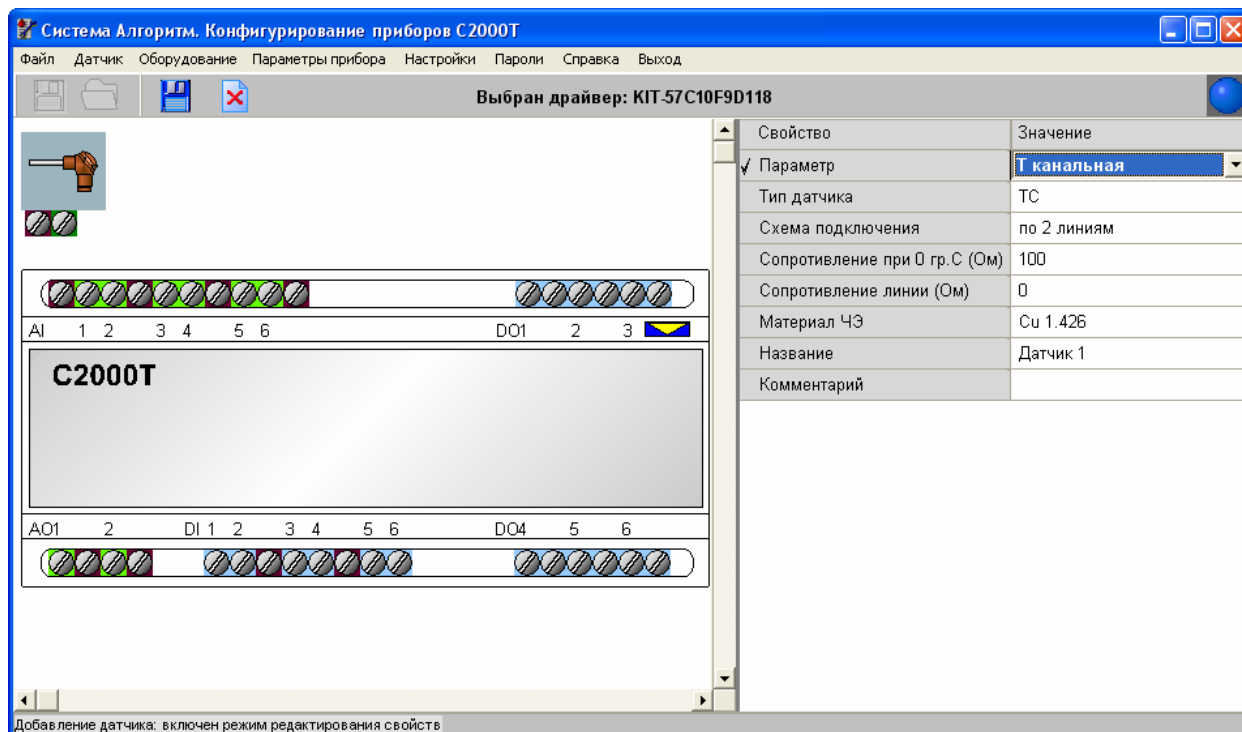 Система Алгоритм. Конфигурирование приборов С2000Т
Файл Датчик Оборудование Параметры прибора Настройки Пароли Справка Выход
Выбран драйвер: KIT-57C10F9D118
Свойство Значение
Параметр Т канальная
Тип датчика ТС
Схема подключения по 2 линиям
Сопротивление при 0 гр.С (Ом) 100
Сопротивление линии (Ом) 0
Материал ЧЭ Cu 1.426
Название Датчик 1
Комментарий
AI 1 2 3 4 5 6 DO1 2 3
C2000T
AO1 2 DI 1 2 3 4 5 6 DO4 5 6
Добавление датчика: включен режим редактирования свойств